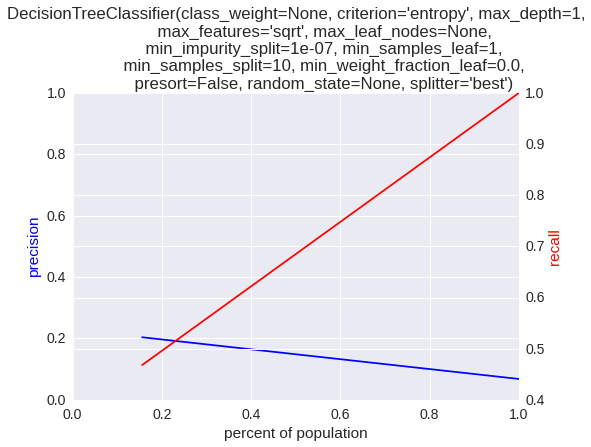 DecisionTreeClassifier(class_weight=None, criterion='entropy', max_depth=1,
max_features='sqrt', max_leaf_nodes=None,
min_impurity_split=1e-07, min_samples_leaf=1,
min_samples_split=10, min_weight_fraction_leaf=0.0,
presort=False, random_state=None, splitter='best')
1.0
0.8
0.6
0.4
0.2
0.0
precision
1.0
0.9
0.8
0.7
0.6
0.5
0.4
recall
0.0 0.2 0.4 0.6 0.8 1.0
percent of population